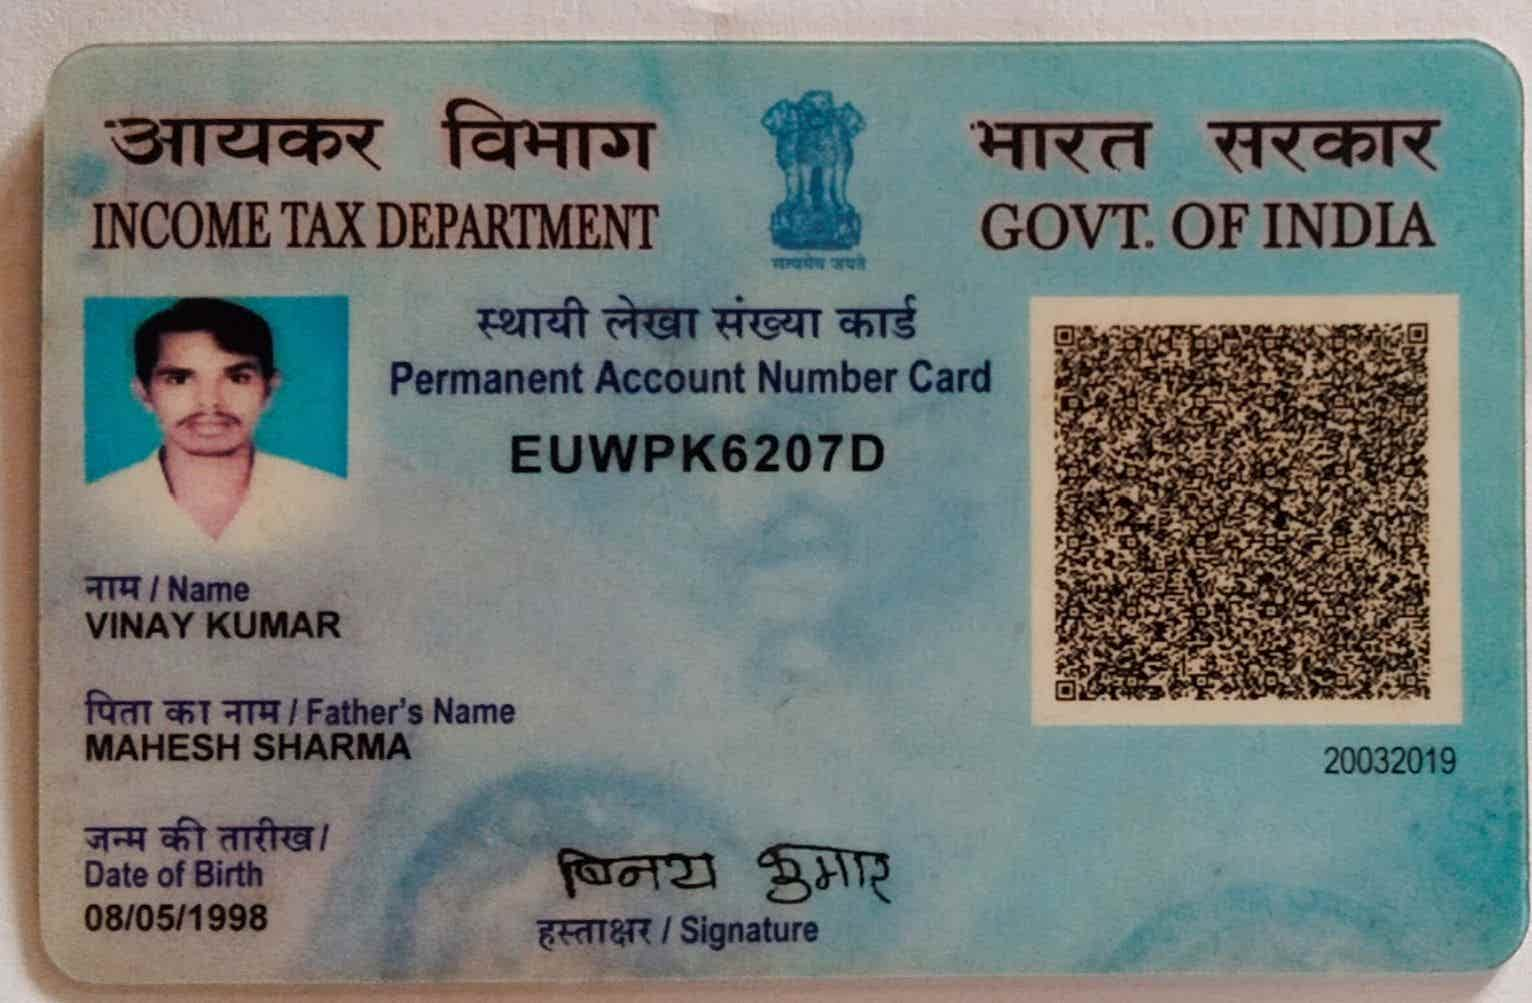 आयकर विभाग
INCOME TAX DEPARTMENT
सत्यमेव जयते
भारत सरकार
GOVT. OF INDIA
स्थायी लेखा संख्या कार्ड
Permanent Account Number Card
EUWPK6207D
नाम / Name
VINAY KUMAR
पिता का नाम / Father's Name
MAHESH SHARMA
20032019
जन्म की तारीख /
Date of Birth
08/05/1998
विनय कुमार
हस्ताक्षर / Signature